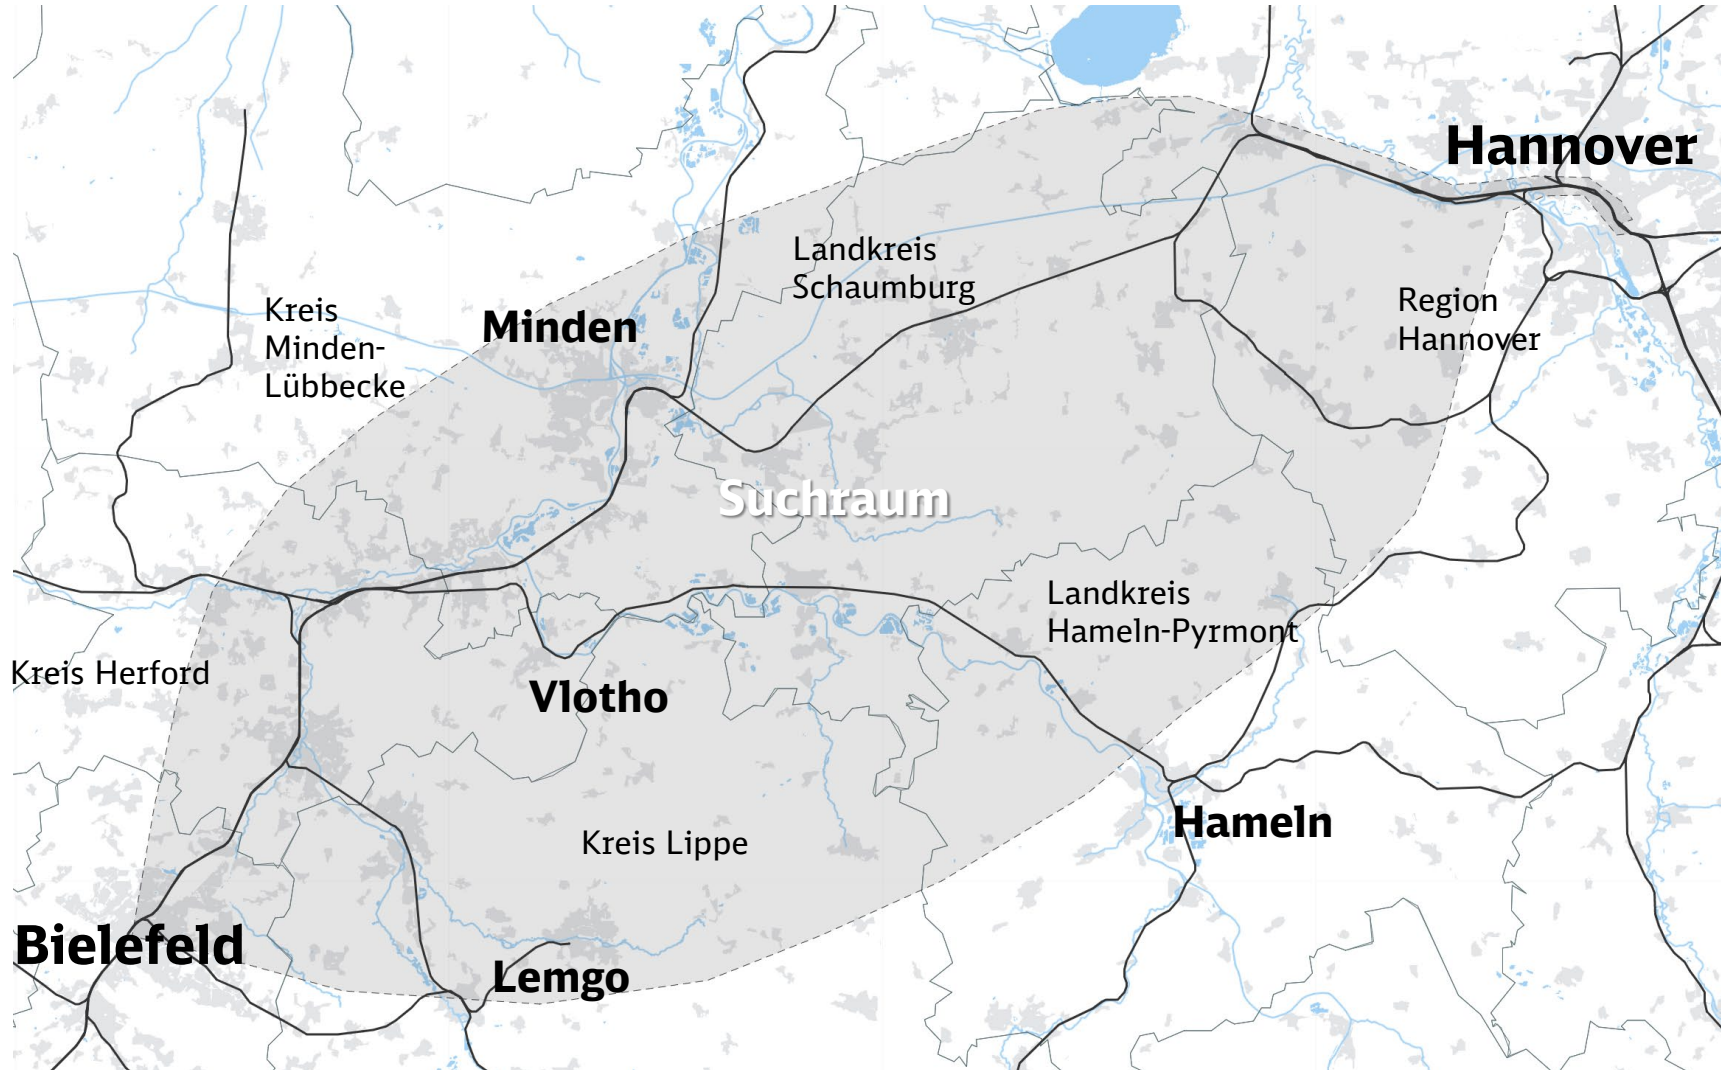 Hannover
Landkreis
Schaumburg
Region
Hannover
Kreis
Minden-
Lübbecke
Minden
Suchraum
Landkreis
Hameln-Pyrmont
Kreis Herford
Vlotho
Hameln
Kreis Lippe
Bielefeld
Lemgo